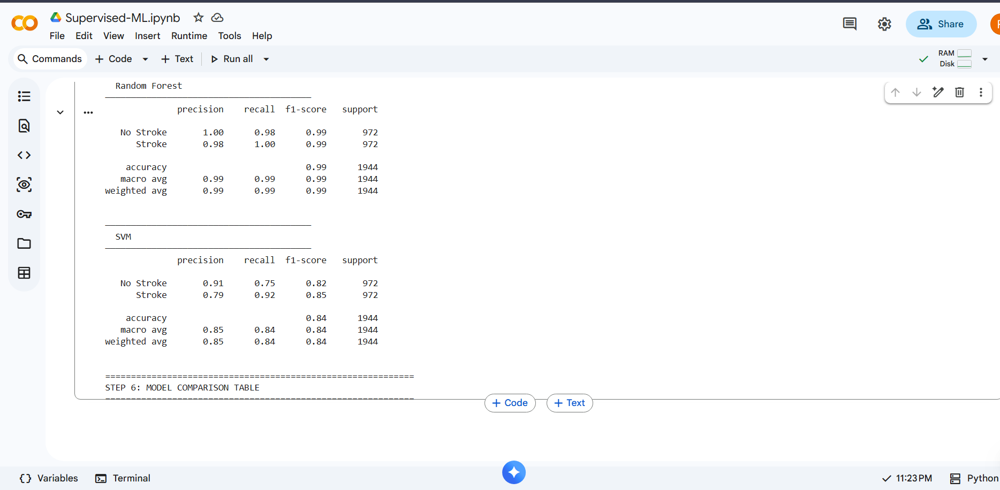 Supervised-ML.ipynb
File Edit View Insert Runtime Tools Help
Share
Commands + Code + Text Run all
RAM
Disk
Random Forest
precision recall f1-score support
No Stroke 1.00 0.98 0.99 972
Stroke 0.98 1.00 0.99 972
accuracy 0.99 1944
macro avg 0.99 0.99 0.99 1944
weighted avg 0.99 0.99 0.99 1944
SVM
precision recall f1-score support
No Stroke 0.91 0.75 0.82 972
Stroke 0.79 0.92 0.85 972
accuracy 0.84 1944
macro avg 0.85 0.84 0.84 1944
weighted avg 0.85 0.84 0.84 1944
============================================================
STEP 6: MODEL COMPARISON TABLE
+ Code + Text
{} Variables Terminal
11:23 PM Python